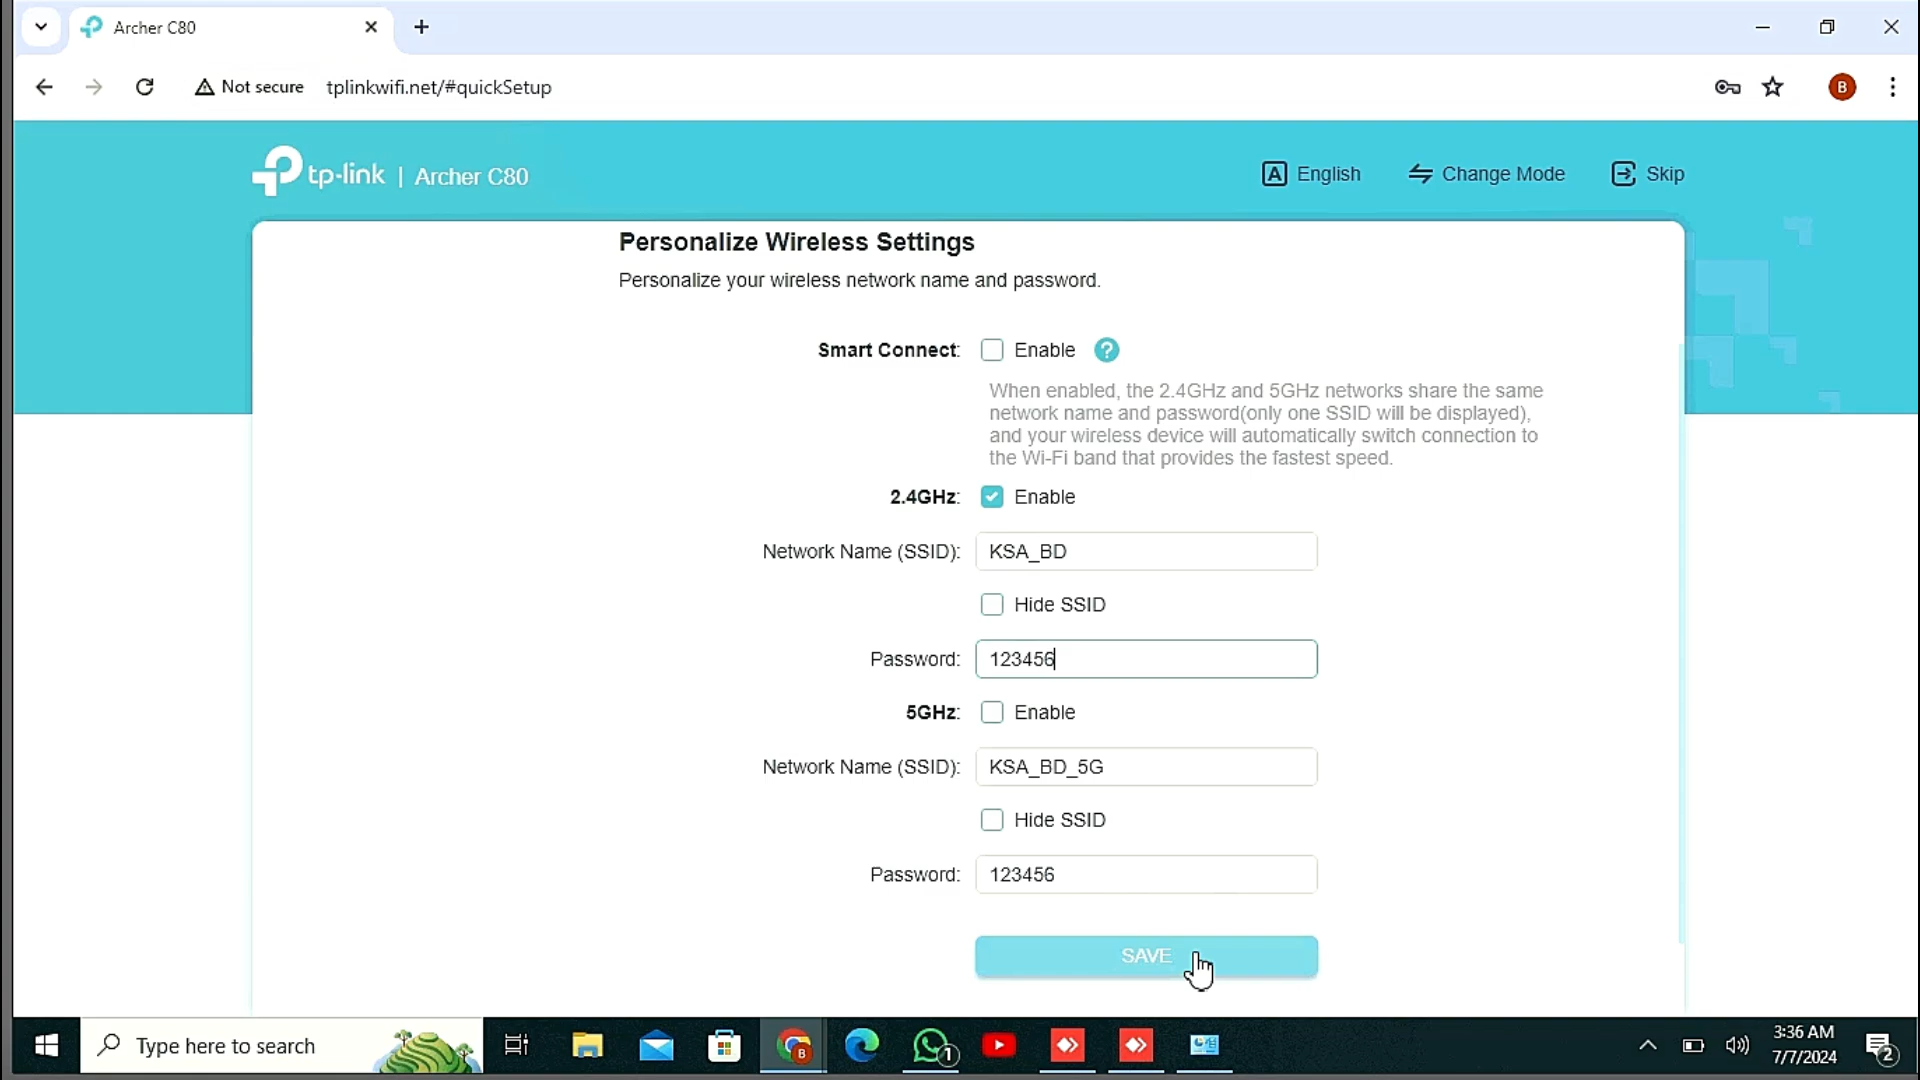 Archer C80
Not secure tplinkwifi.net/#quickSetup
B
tp-link | Archer C80
A English Change Mode Skip
Personalize Wireless Settings
Personalize your wireless network name and password.
Smart Connect: Enable ?
When enabled, the 2.4GHz and 5GHz networks share the same
network name and password(only one SSID will be displayed),
and your wireless device will automatically switch connection to
the Wi-Fi band that provides the fastest speed.
2.4GHz: Enable
Network Name (SSID): KSA_BD
Hide SSID
Password: 123456
5GHz: Enable
Network Name (SSID): KSA_BD_5G
Hide SSID
Password: 123456
SAVE
Type here to search
B
1
3:36 AM
7/7/2024
2